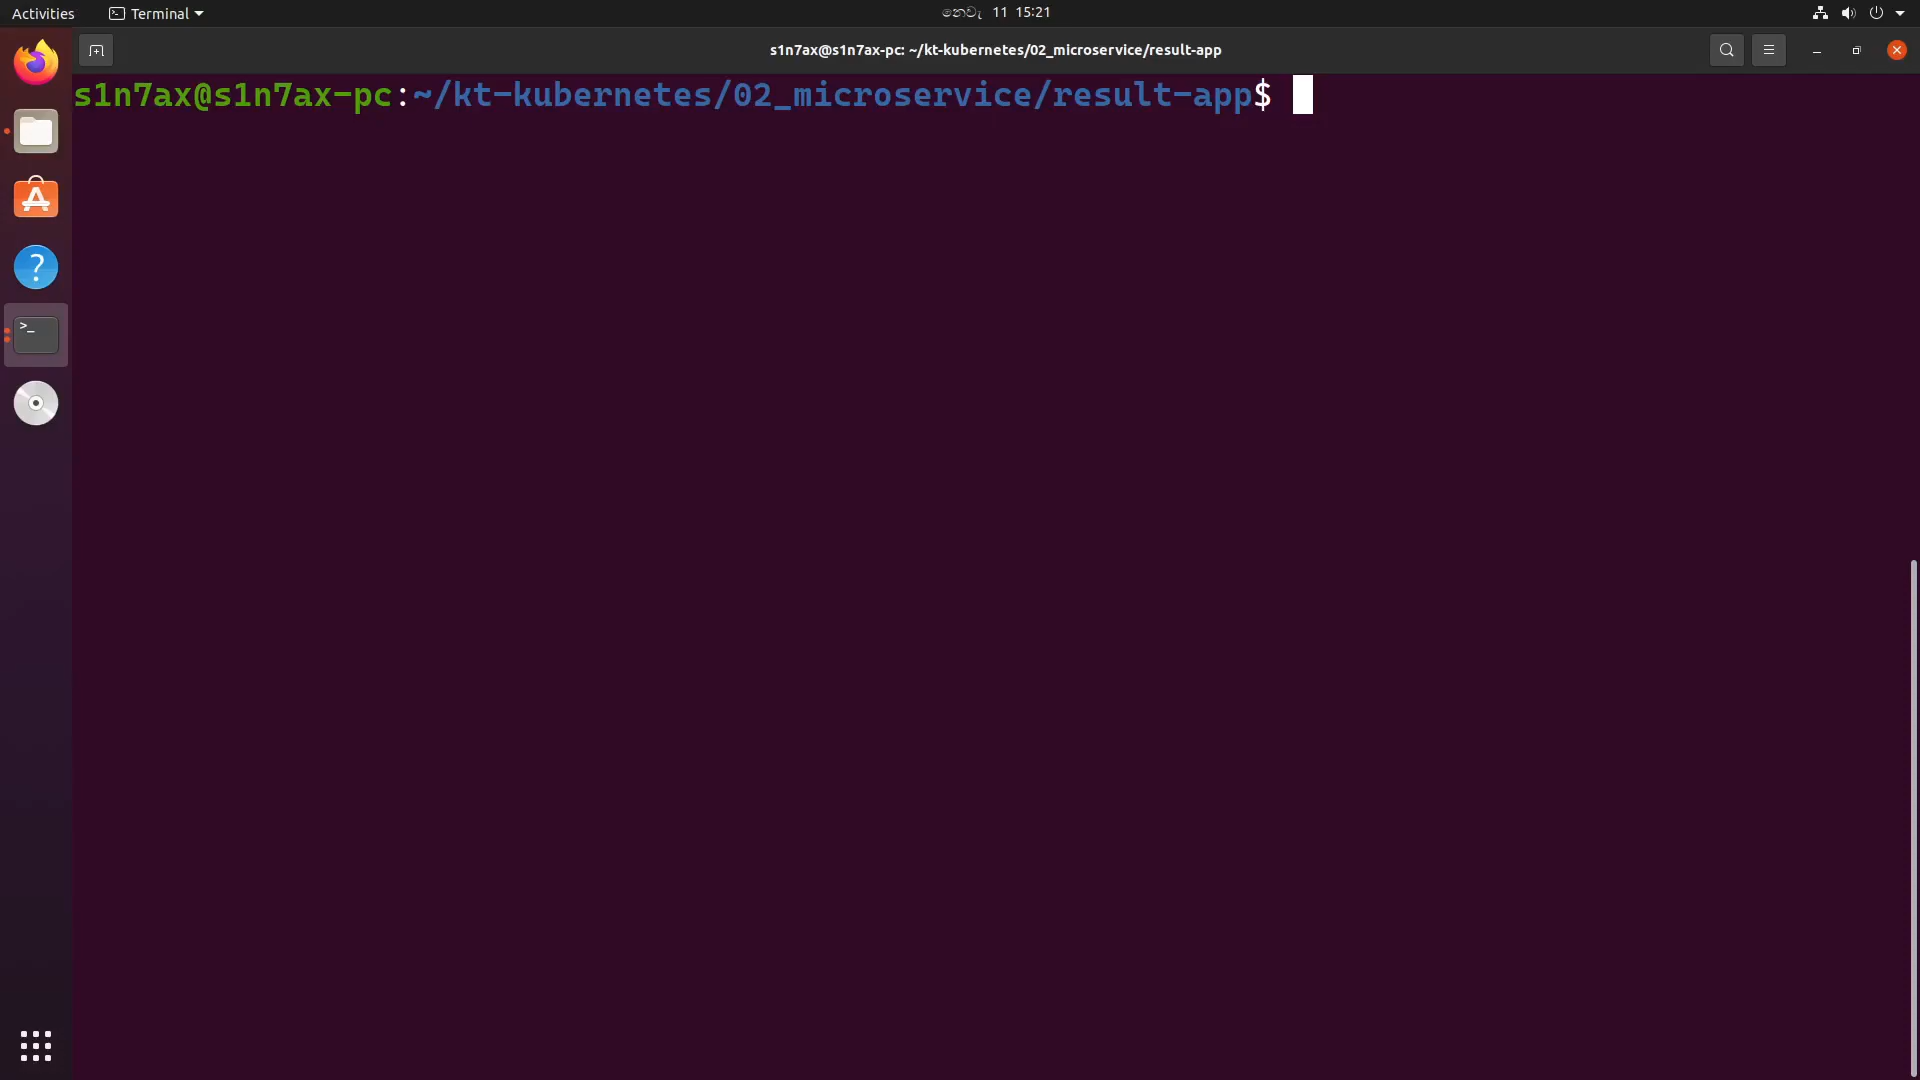 Activities
Terminal
නොවැ 11 15:21
s1n7ax@s1n7ax-pc: ~/kt-kubernetes/02_microservice/result-app
s1n7ax@s1n7ax-pc:~/kt-kubernetes/02_microservice/result-app$